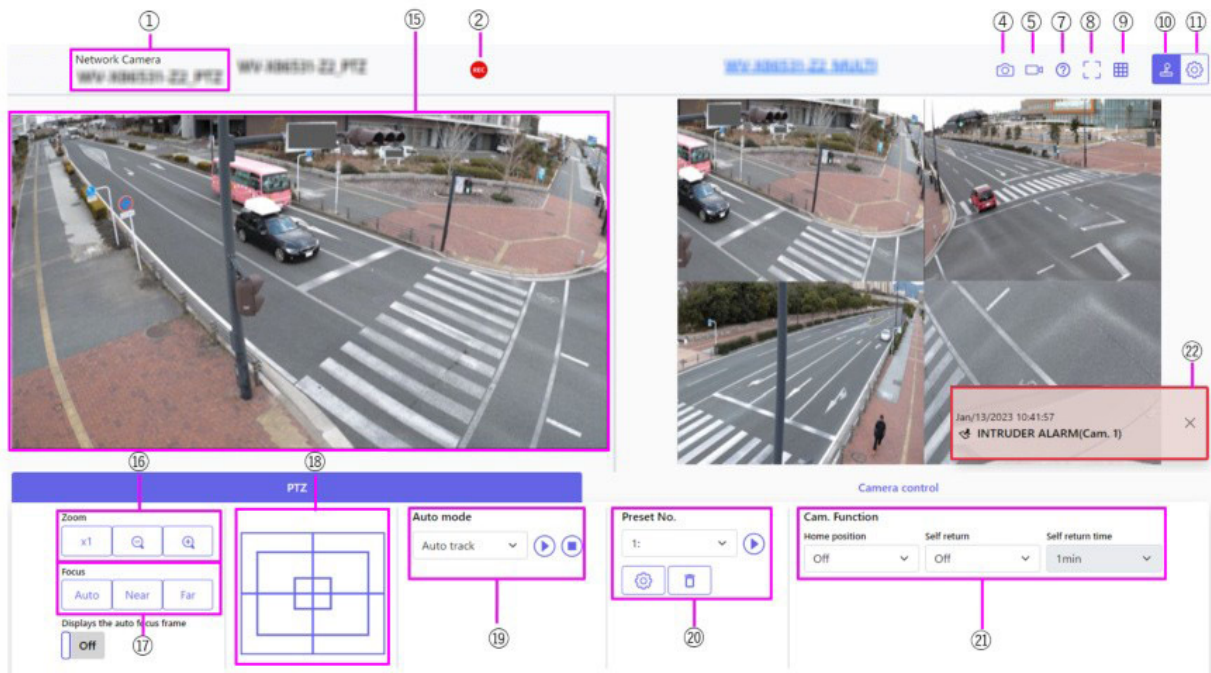 ① ⑮ ② ④ ⑤ ⑦ ⑧ ⑨ ⑩ ⑪
Network Camera
REC
㉒
Jan/13/2023 10:41:57
INTRUDER ALARM(Cam. 1)
⑯ ⑱
PTZ Camera control
Zoom Auto mode Preset No. Cam. Function
Home position Self return Self return time
x1 Auto track 1: Off Off 1min
Focus
Auto Near Far
Displays the auto focus frame
Off
⑰ ⑲ ⑳ ㉑